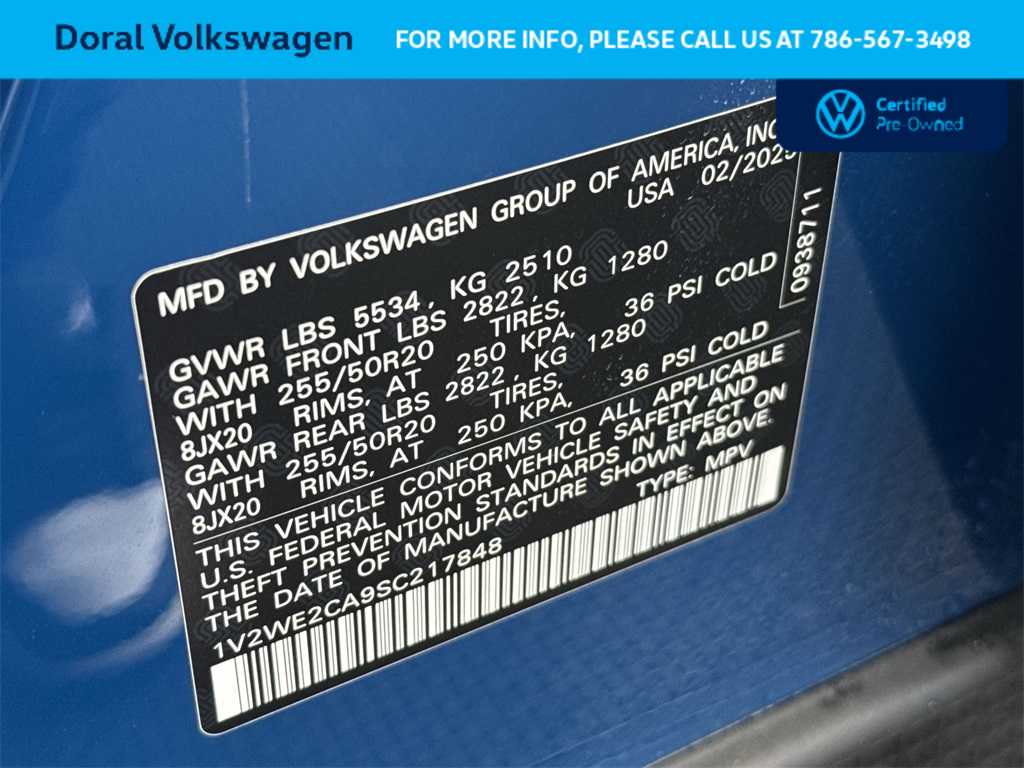 Doral Volkswagen
FOR MORE INFO, PLEASE CALL US AT 786-567-3498
Certified
Pre-Owned
MFD BY VOLKSWAGEN GROUP OF AMERICA, INC
USA 02/2025
GVWR LBS 5534, KG 2510
GAWR FRONT LBS 2822, KG 1280
WITH 255/50R20 TIRES,
8JX20 RIMS, AT 250 KPA, 36 PSI COLD
GAWR REAR LBS 2822, KG 1280
WITH 255/50R20 TIRES,
8JX20 RIMS, AT 250 KPA, 36 PSI COLD
THIS VEHICLE CONFORMS TO ALL APPLICABLE
U.S. FEDERAL MOTOR VEHICLE SAFETY AND
THEFT PREVENTION STANDARDS IN EFFECT ON
THE DATE OF MANUFACTURE SHOWN ABOVE.
1V2WE2CA9SC217848 TYPE: MPV
0938711